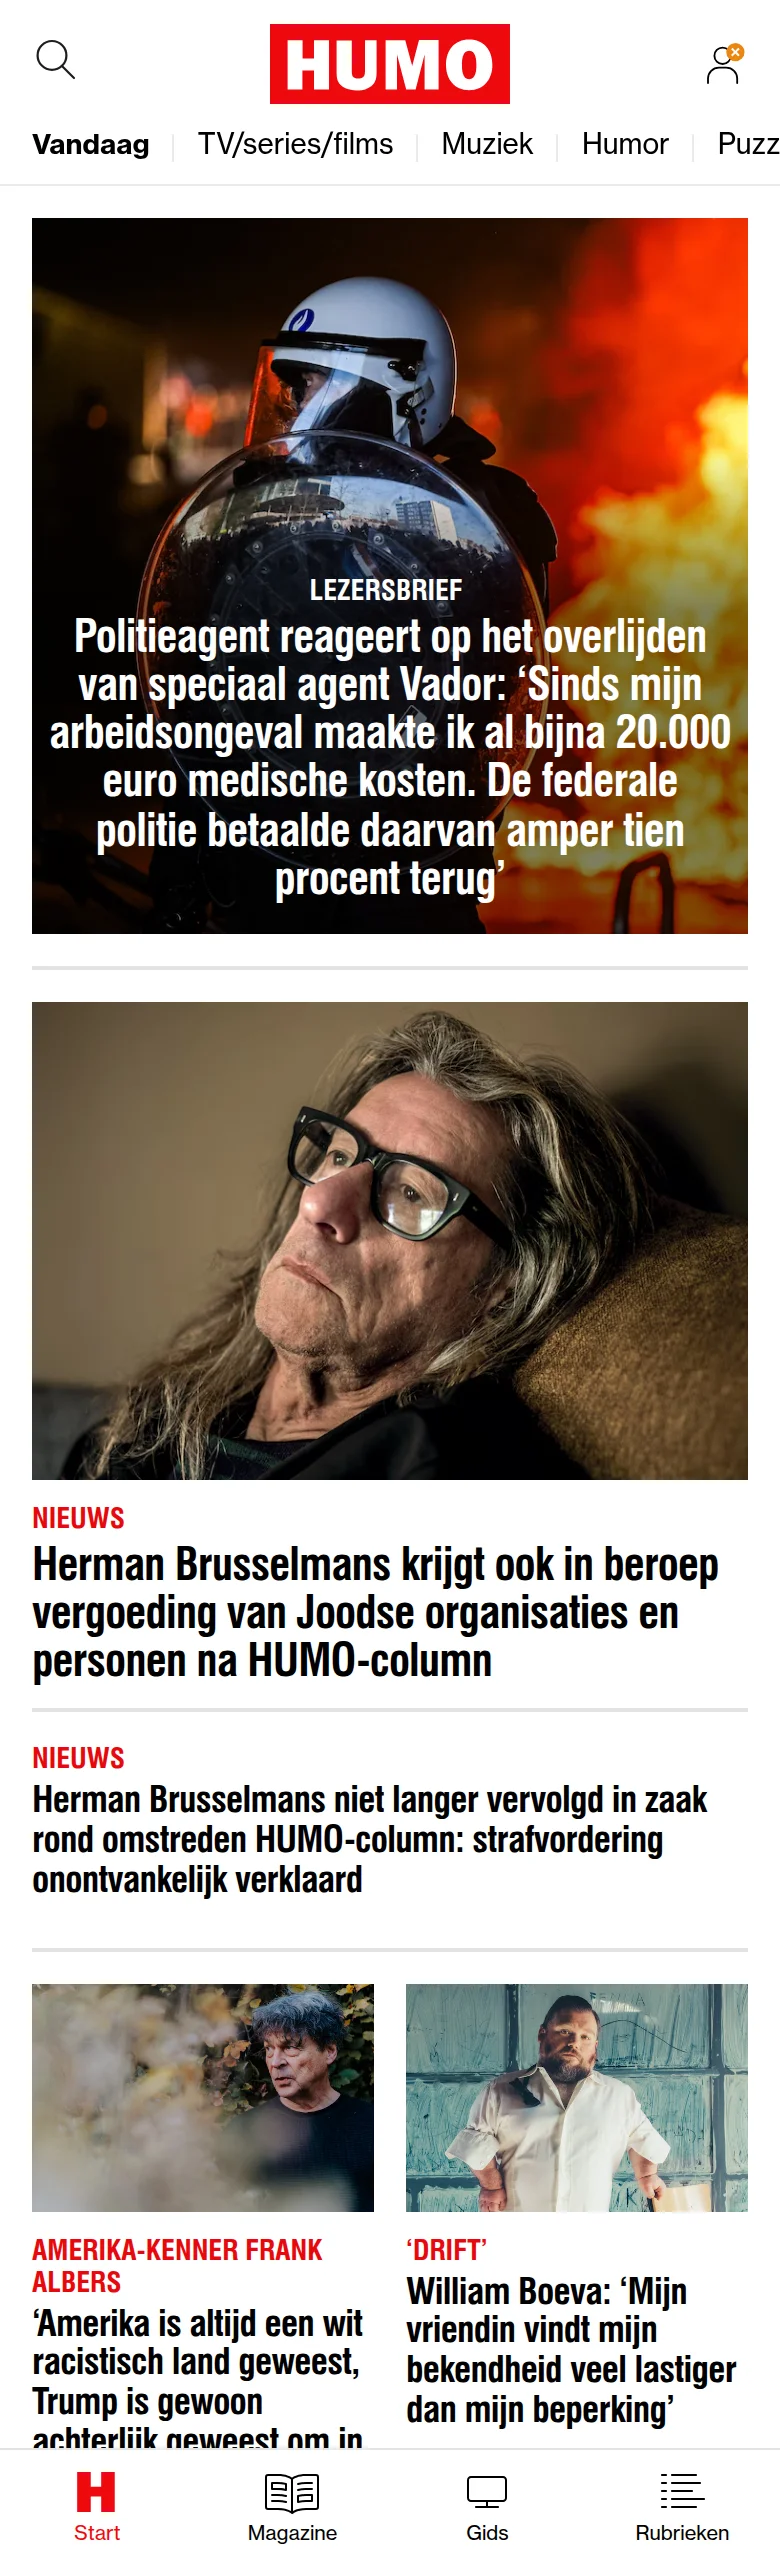 HUMO
Vandaag
TV/series/films
Muziek
Humor
Puzz
LEZERSBRIEF
Politieagent reageert op het overlijden
van speciaal agent Vador: ‘Sinds mijn
arbeidsongeval maakte ik al bijna 20.000
euro medische kosten. De federale
politie betaalde daarvan amper tien
procent terug’
NIEUWS
Herman Brusselmans krijgt ook in beroep
vergoeding van Joodse organisaties en
personen na HUMO-column
NIEUWS
Herman Brusselmans niet langer vervolgd in zaak
rond omstreden HUMO-column: strafvordering
onontvankelijk verklaard
AMERIKA-KENNER FRANK
ALBERS
‘Amerika is altijd een wit
racistisch land geweest,
Trump is gewoon
achterlijk geweest om in
‘DRIFT’
William Boeva: ‘Mijn
vriendin vindt mijn
bekendheid veel lastiger
dan mijn beperking’
H
Start
Magazine
Gids
Rubrieken